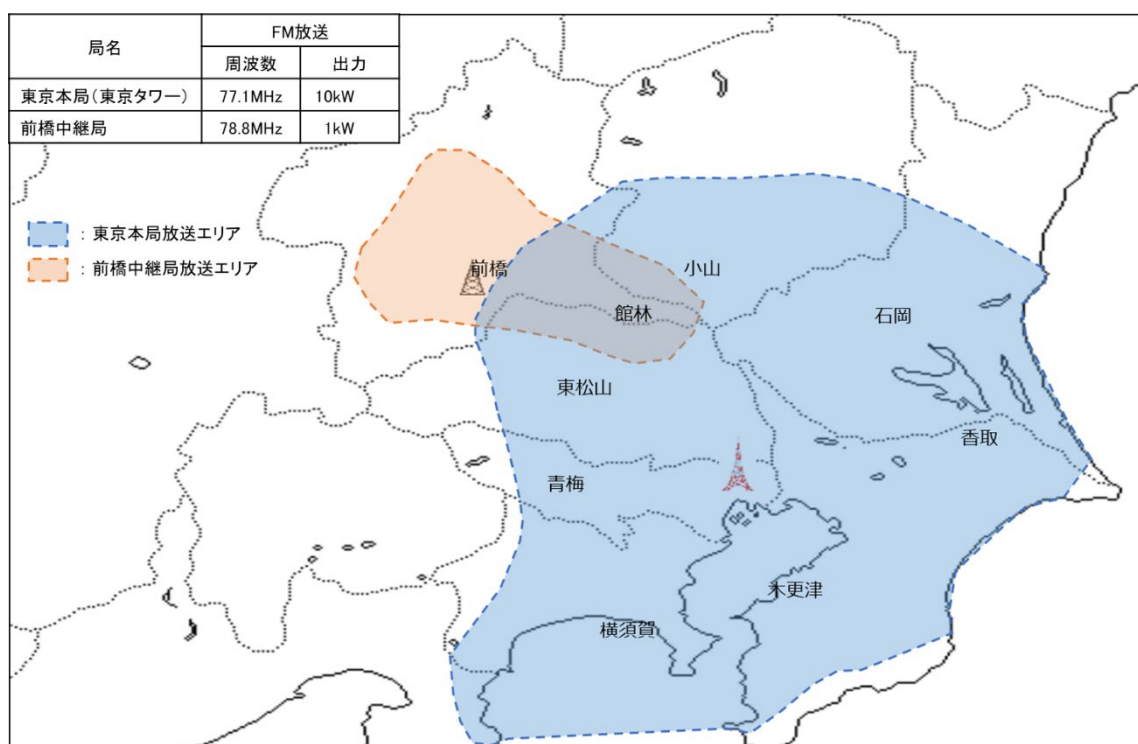 局名 FM放送
周波数 出力
東京本局(東京タワー) 77.1MHz 10kW
前橋中継局 78.8MHz 1kW
：東京本局放送エリア
：前橋中継局放送エリア
前橋
小山
館林
石岡
東松山
香取
青梅
木更津
横須賀